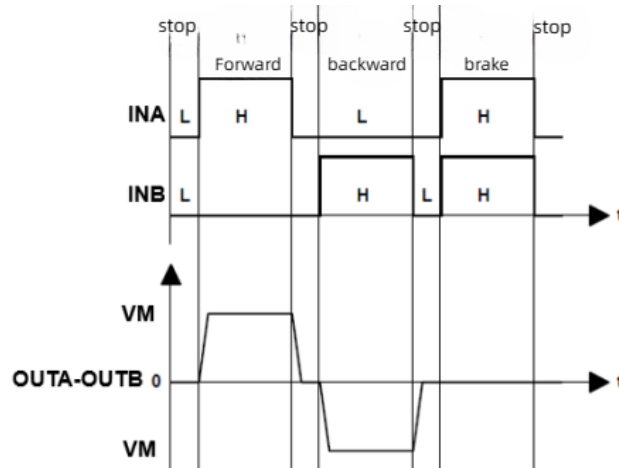 stop stop stop stop
Forward backward brake
INA L H L H
INB L H L H
t
VM
OUTA-OUTB 0
t
VM